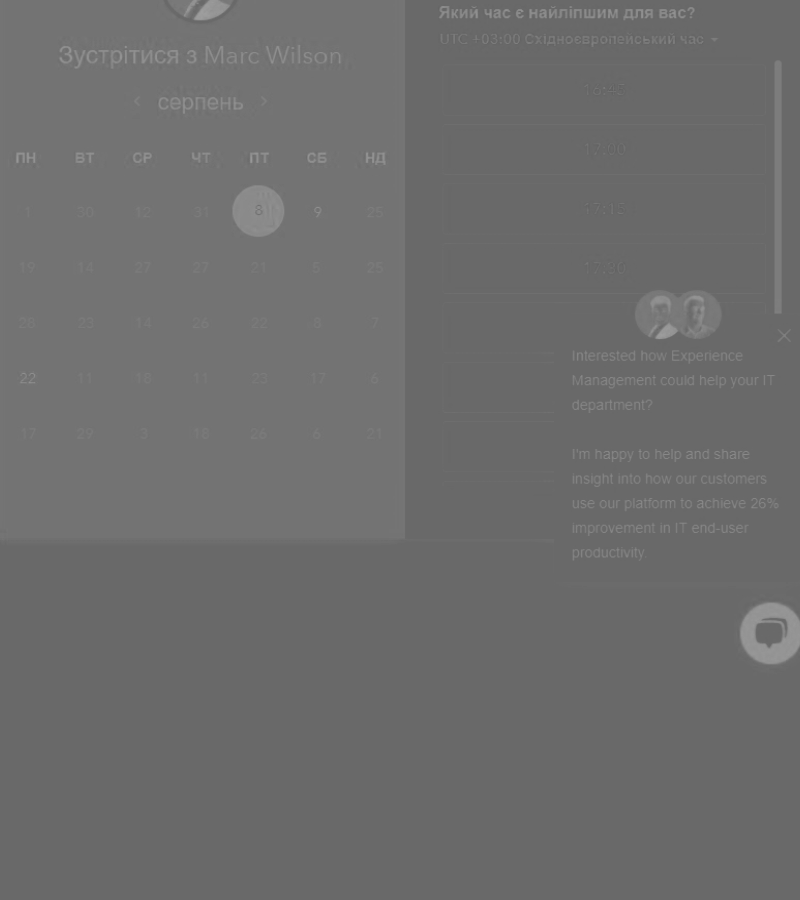 Зустрітися з Marc Wilson
серпень
ПН ВТ СР ЧТ ПТ СБ НД
1 30 12 31 8 9 25
19 14 27 27 21 5 25
28 23 14 26 22 8 7
22 11 18 11 23 17 6
17 29 3 18 26 6 21
Який час є найліпшим для вас?
UTC +03:00 Східноєвропейський час
16:45
17:00
17:15
17:30
Interested how Experience
Management could help your IT
department?
I'm happy to help and share
insight into how our customers
use our platform to achieve 26%
improvement in IT end-user
productivity.